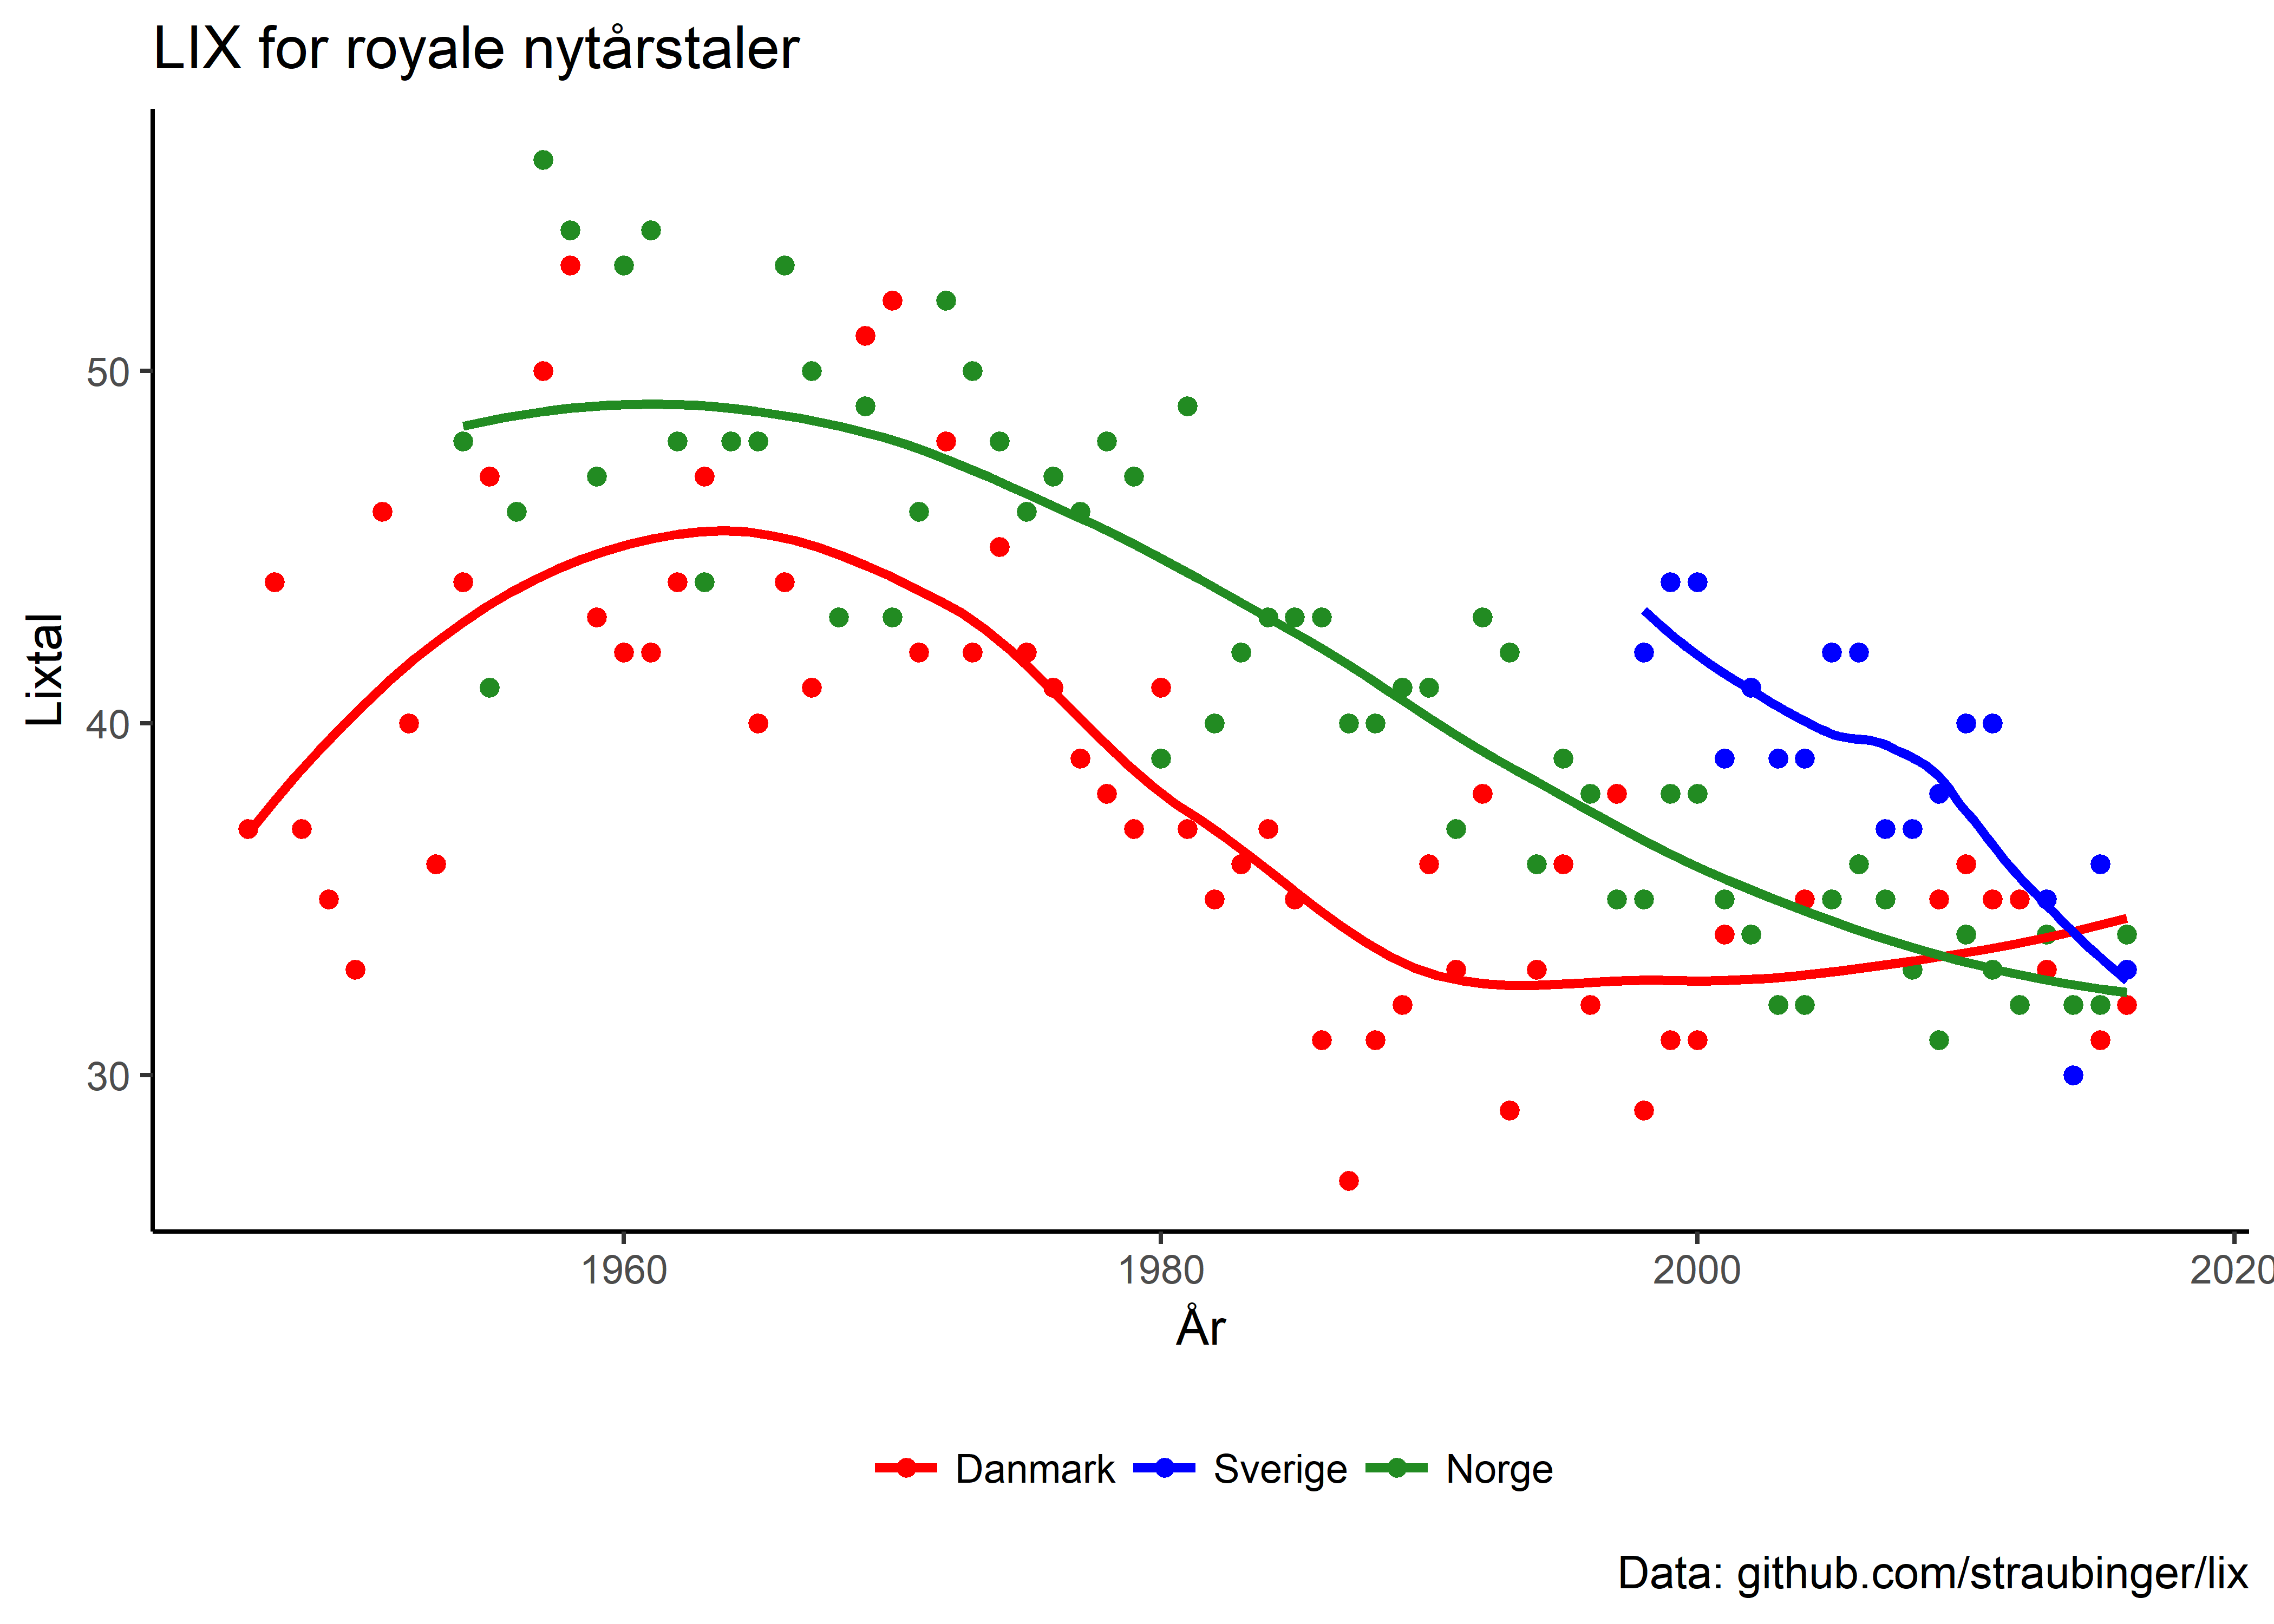 LIX for royale nytårstaler
Lixtal
50
40
30
1960
1980
2000
2020
År
Danmark
Sverige
Norge
Data: github.com/straubinger/lix